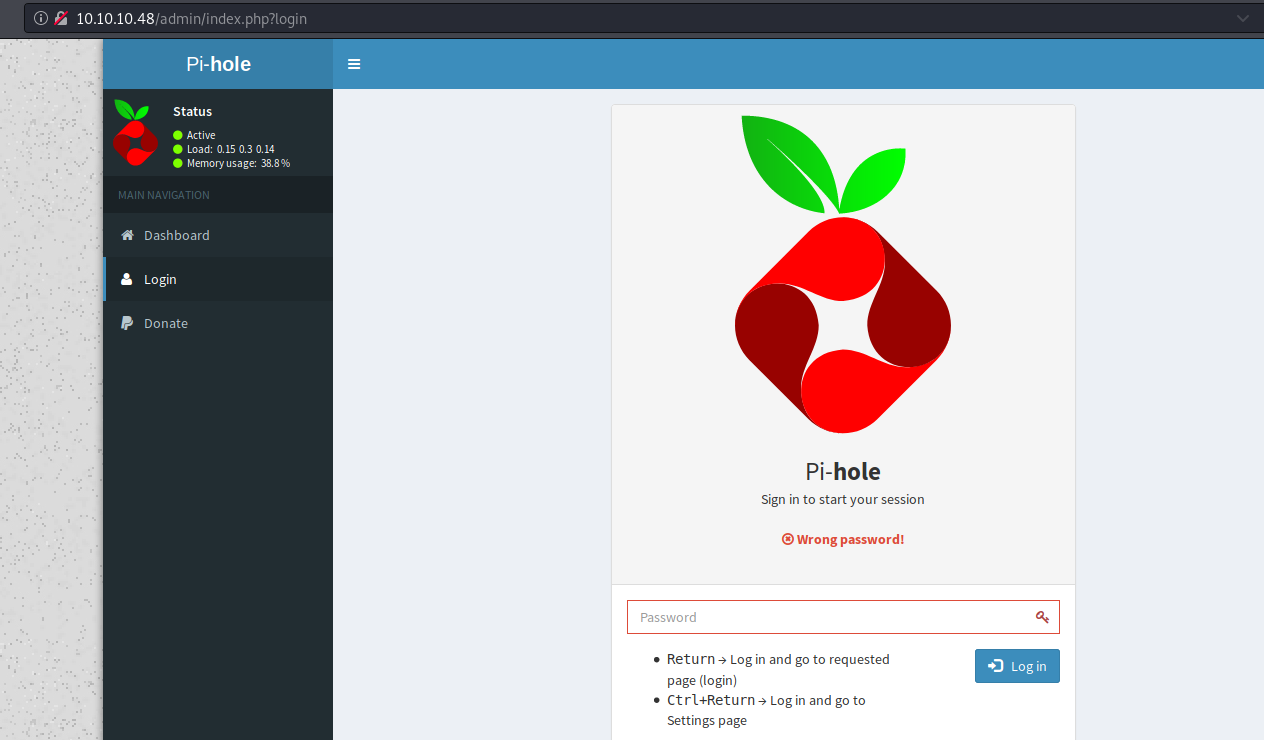 10.10.10.48/admin/index.php?login
Pi-hole
Status
Active
Load: 0.15 0.3 0.14
Memory usage: 38.8 %
MAIN NAVIGATION
Dashboard
Login
Donate
Pi-hole
Sign in to start your session
Wrong password!
Password
Return → Log in and go to requested
page (login)
Ctrl+Return → Log in and go to
Settings page
Log in